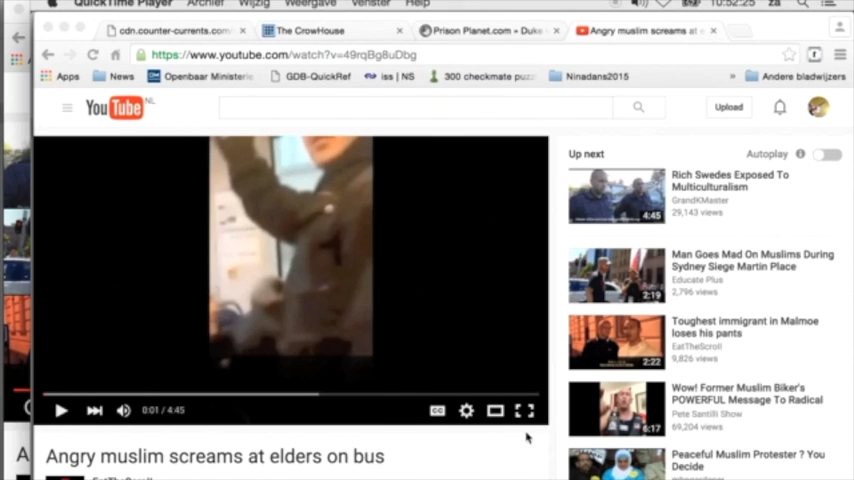 QuickTime Player Archief Wijzig Weergave Venster Help 10:52:25 za
cdn.counter-currents.com The CrowHouse Prison Planet.com » Duke Angry muslim screams at e
https://www.youtube.com/watch?v=49rqBg8uDbg
Apps News Openbaar Ministerie GDB-QuickRef iss | NS 300 checkmate puz Ninadans2015 » Andere bladwijzers
YouTube NL Upload
Up next Autoplay
Rich Swedes Exposed To
Multiculturalism
GrandKMaster
29,143 views
4:45
Man Goes Mad On Muslims During
Sydney Siege Martin Place
Educate Plus
2,796 views
2:19
Toughest immigrant in Malmoe
loses his pants
EatTheScroll
9,826 views
2:22
Wow! Former Muslim Biker's
POWERFUL Message To Radical
Pete Santilli Show
69,204 views
6:17
Peaceful Muslim Protester ? You
Decide
0:01 / 4:45 CC
Angry muslim screams at elders on bus
EatTheScroll